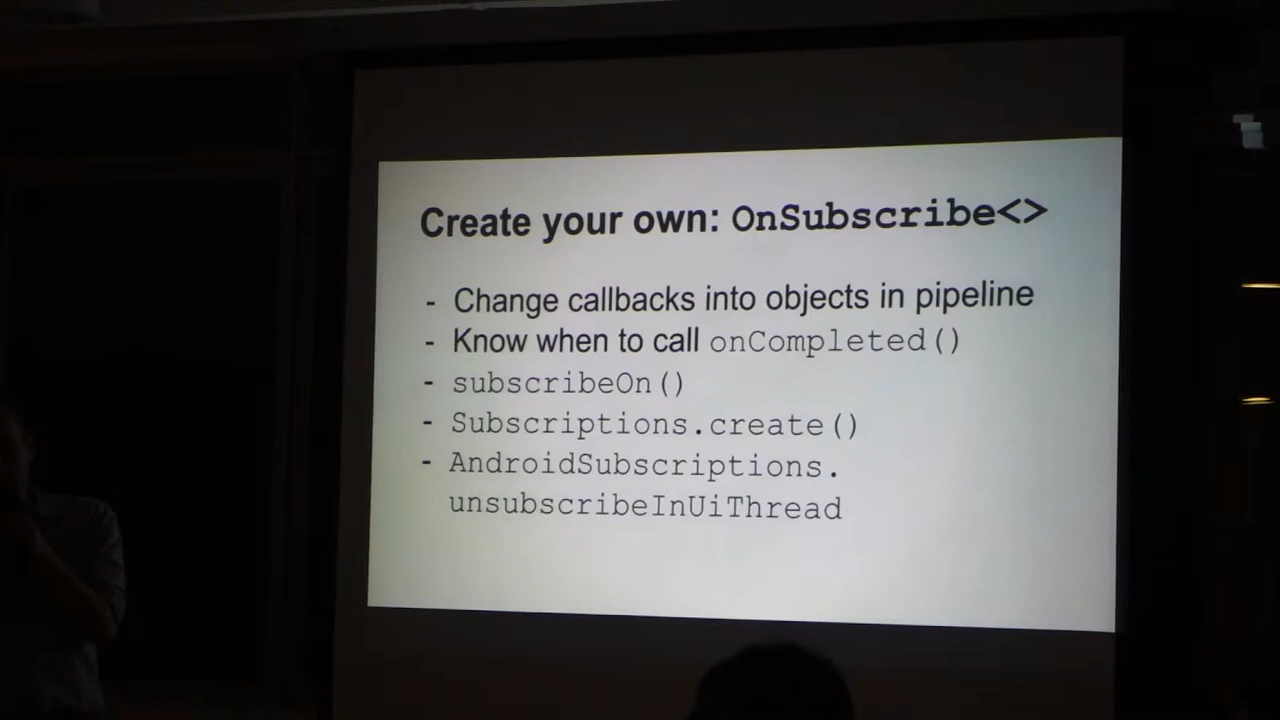 Create your own: OnSubscribe<>
- Change callbacks into objects in pipeline
- Know when to call onCompleted()
- subscribeOn()
- Subscriptions.create()
- AndroidSubscriptions.
unsubscribeInUiThread